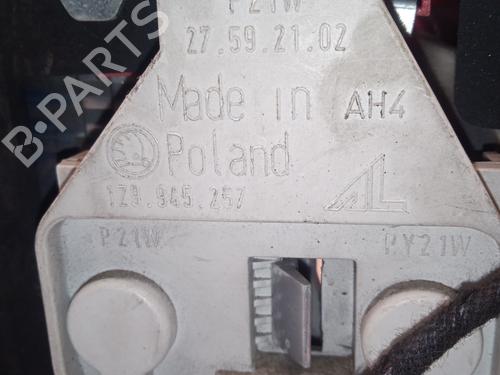 P21W
27.59.21.02
Made in AH4
Poland
1Z9.945.257
P21W PY21W
B-PARTS